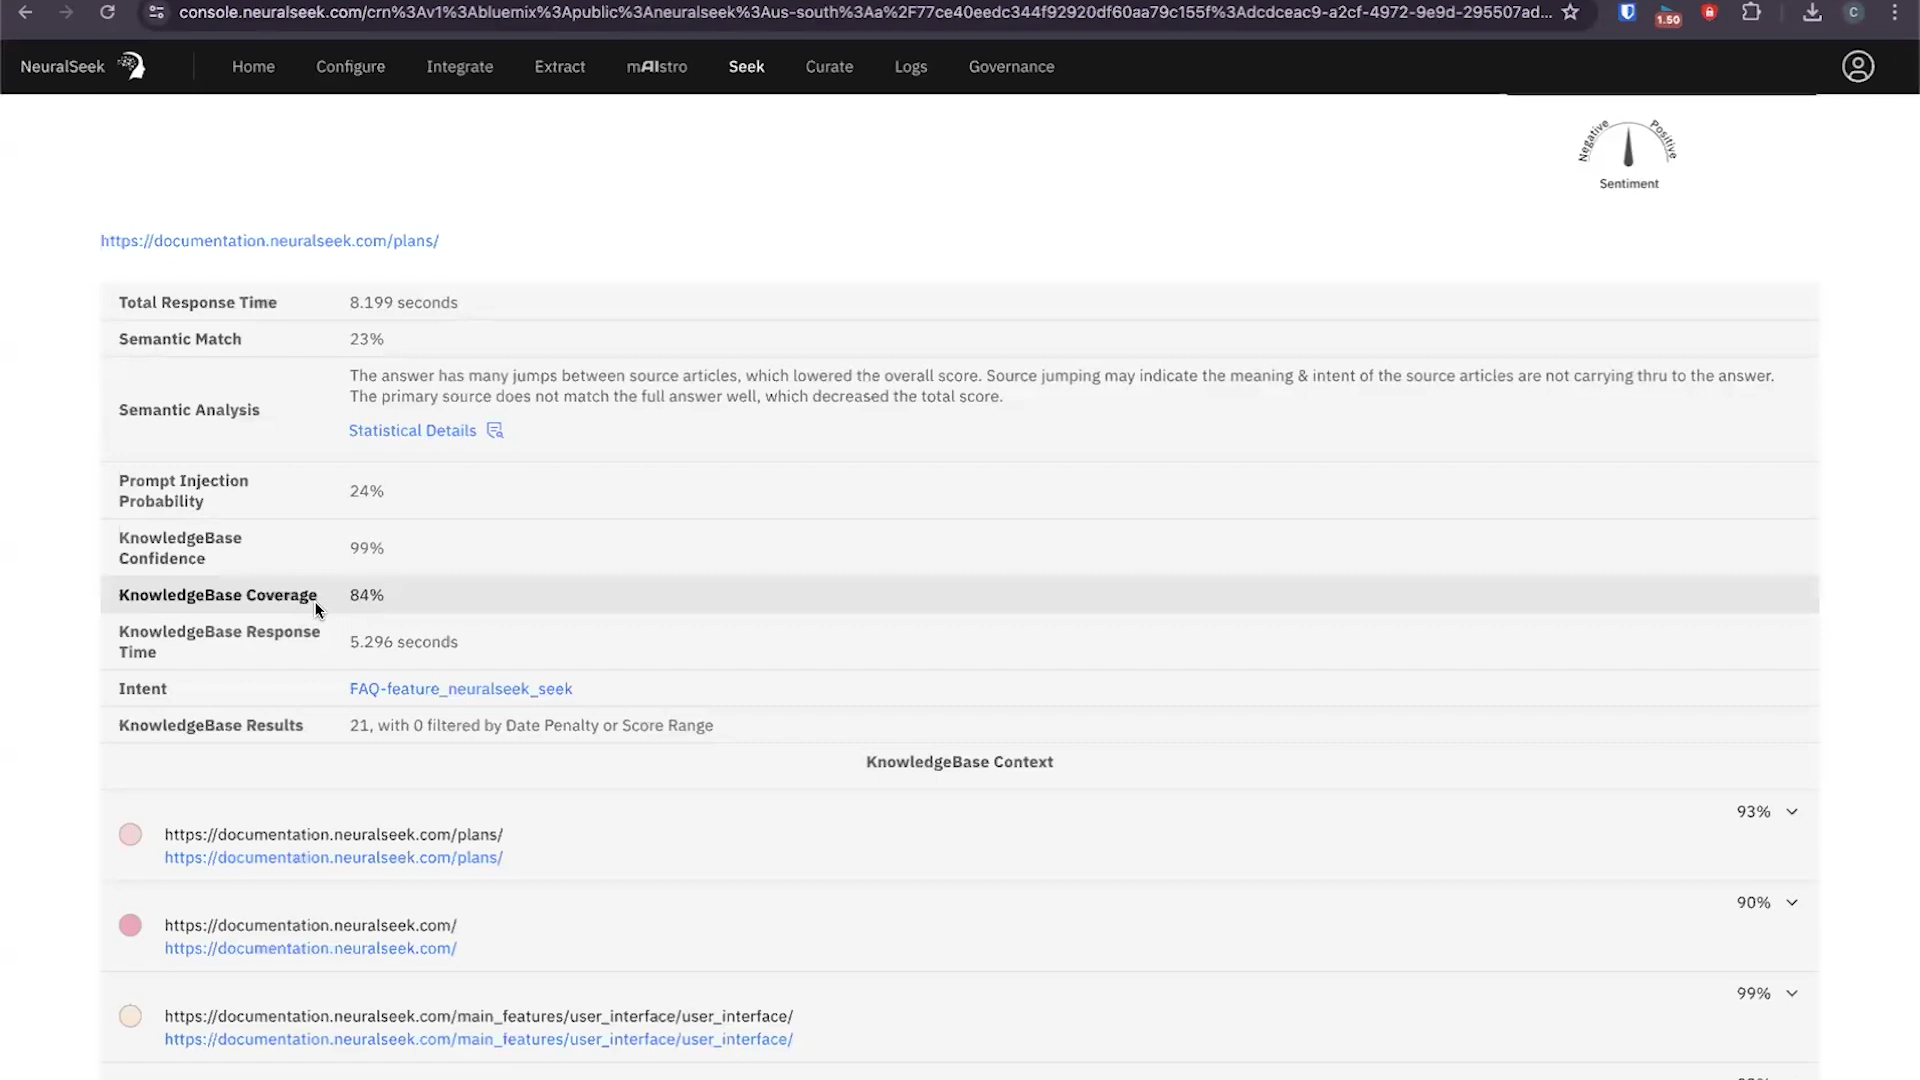 console.neuralseek.com/crn%3Av1%3Abluemix%3Apublic%3Aneuralseek%3Aus-south%3Aa%2F77ce40eedc344f92920df60aa79c155f%3Adcdceac9-a2cf-4972-9e9d-295507ad...
1.50
C
NeuralSeek
Home
Configure
Integrate
Extract
mAIstro
Seek
Curate
Logs
Governance
Negative
Positive
Sentiment
https://documentation.neuralseek.com/plans/
Total Response Time
8.199 seconds
Semantic Match
23%
Semantic Analysis
The answer has many jumps between source articles, which lowered the overall score. Source jumping may indicate the meaning & intent of the source articles are not carrying thru to the answer.
The primary source does not match the full answer well, which decreased the total score.
Statistical Details
Prompt Injection
Probability
24%
KnowledgeBase
Confidence
99%
KnowledgeBase Coverage
84%
KnowledgeBase Response
Time
5.296 seconds
Intent
FAQ-feature_neuralseek_seek
KnowledgeBase Results
21, with 0 filtered by Date Penalty or Score Range
KnowledgeBase Context
93%
https://documentation.neuralseek.com/plans/
https://documentation.neuralseek.com/plans/
90%
https://documentation.neuralseek.com/
https://documentation.neuralseek.com/
99%
https://documentation.neuralseek.com/main_features/user_interface/user_interface/
https://documentation.neuralseek.com/main_features/user_interface/user_interface/